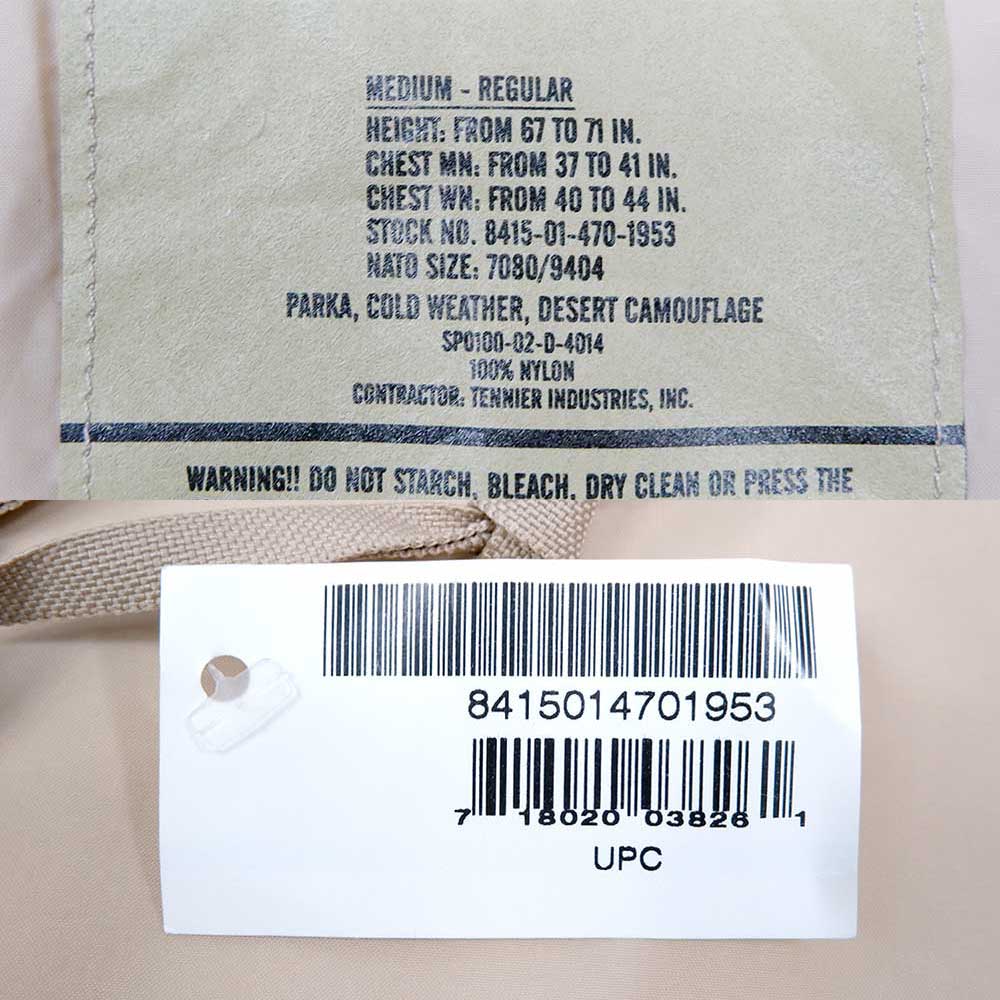 MEDIUM - REGULAR
HEIGHT: FROM 67 TO 71 IN.
CHEST MN: FROM 37 TO 41 IN.
CHEST WN: FROM 40 TO 44 IN.
STOCK NO. 8415-01-470-1953
NATO SIZE: 7080/9404
PARKA, COLD WEATHER, DESERT CAMOUFLAGE
SP0100-02-D-4014
100% NYLON
CONTRACTOR: TENNIER INDUSTRIES, INC.
WARNING!! DO NOT STARCH, BLEACH, DRY CLEAN OR PRESS THE
8415014701953
7 18020 03826 1
UPC